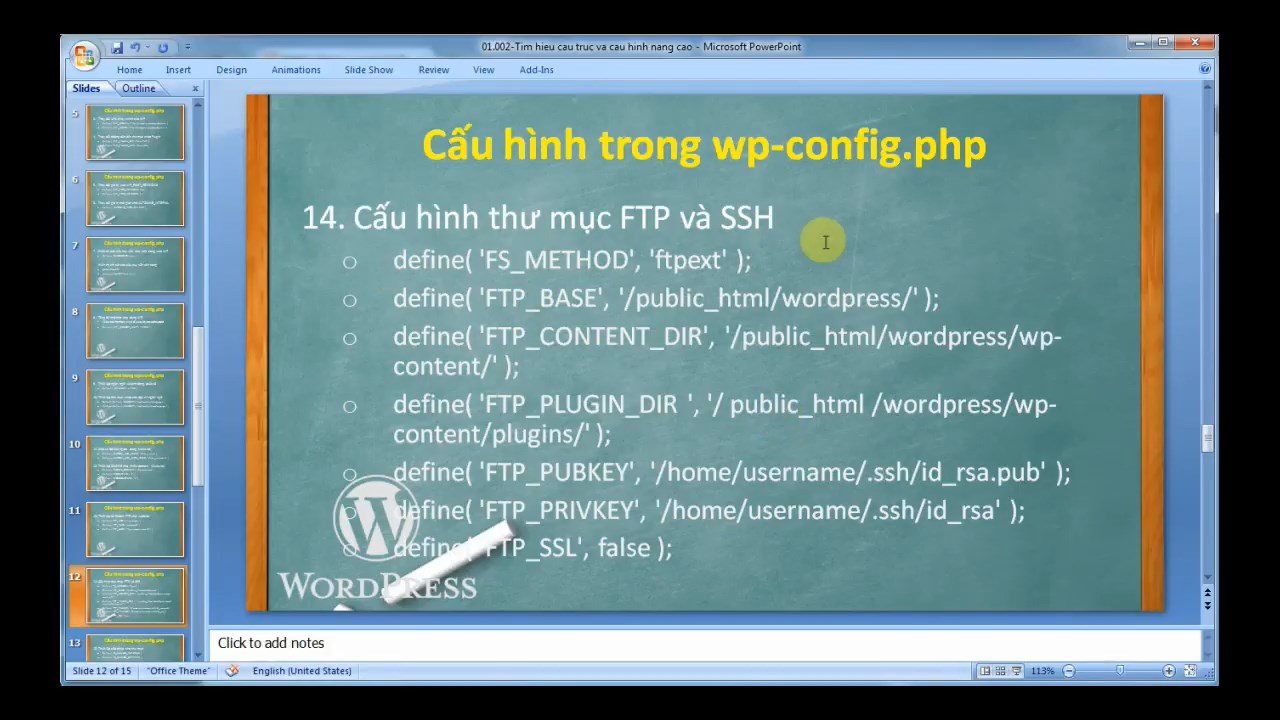 01.002-Tim hieu cau truc va cau hinh nang cao - Microsoft PowerPoint
Home Insert Design Animations Slide Show Review View Add-Ins
Slides Outline
5
6
7
8
9
10
11
12
13
Cấu hình trong wp-config.php
14. Cấu hình thư mục FTP và SSH
define( 'FS_METHOD', 'ftpext' );
define( 'FTP_BASE', '/public_html/wordpress/' );
define( 'FTP_CONTENT_DIR', '/public_html/wordpress/wp-
content/' );
define( 'FTP_PLUGIN_DIR ', '/ public_html /wordpress/wp-
content/plugins/' );
define( 'FTP_PUBKEY', '/home/username/.ssh/id_rsa.pub' );
define( 'FTP_PRIVKEY', '/home/username/.ssh/id_rsa' );
define( 'FTP_SSL', false );
WORDPRESS
Click to add notes
Slide 12 of 15 "Office Theme" English (United States) 113%